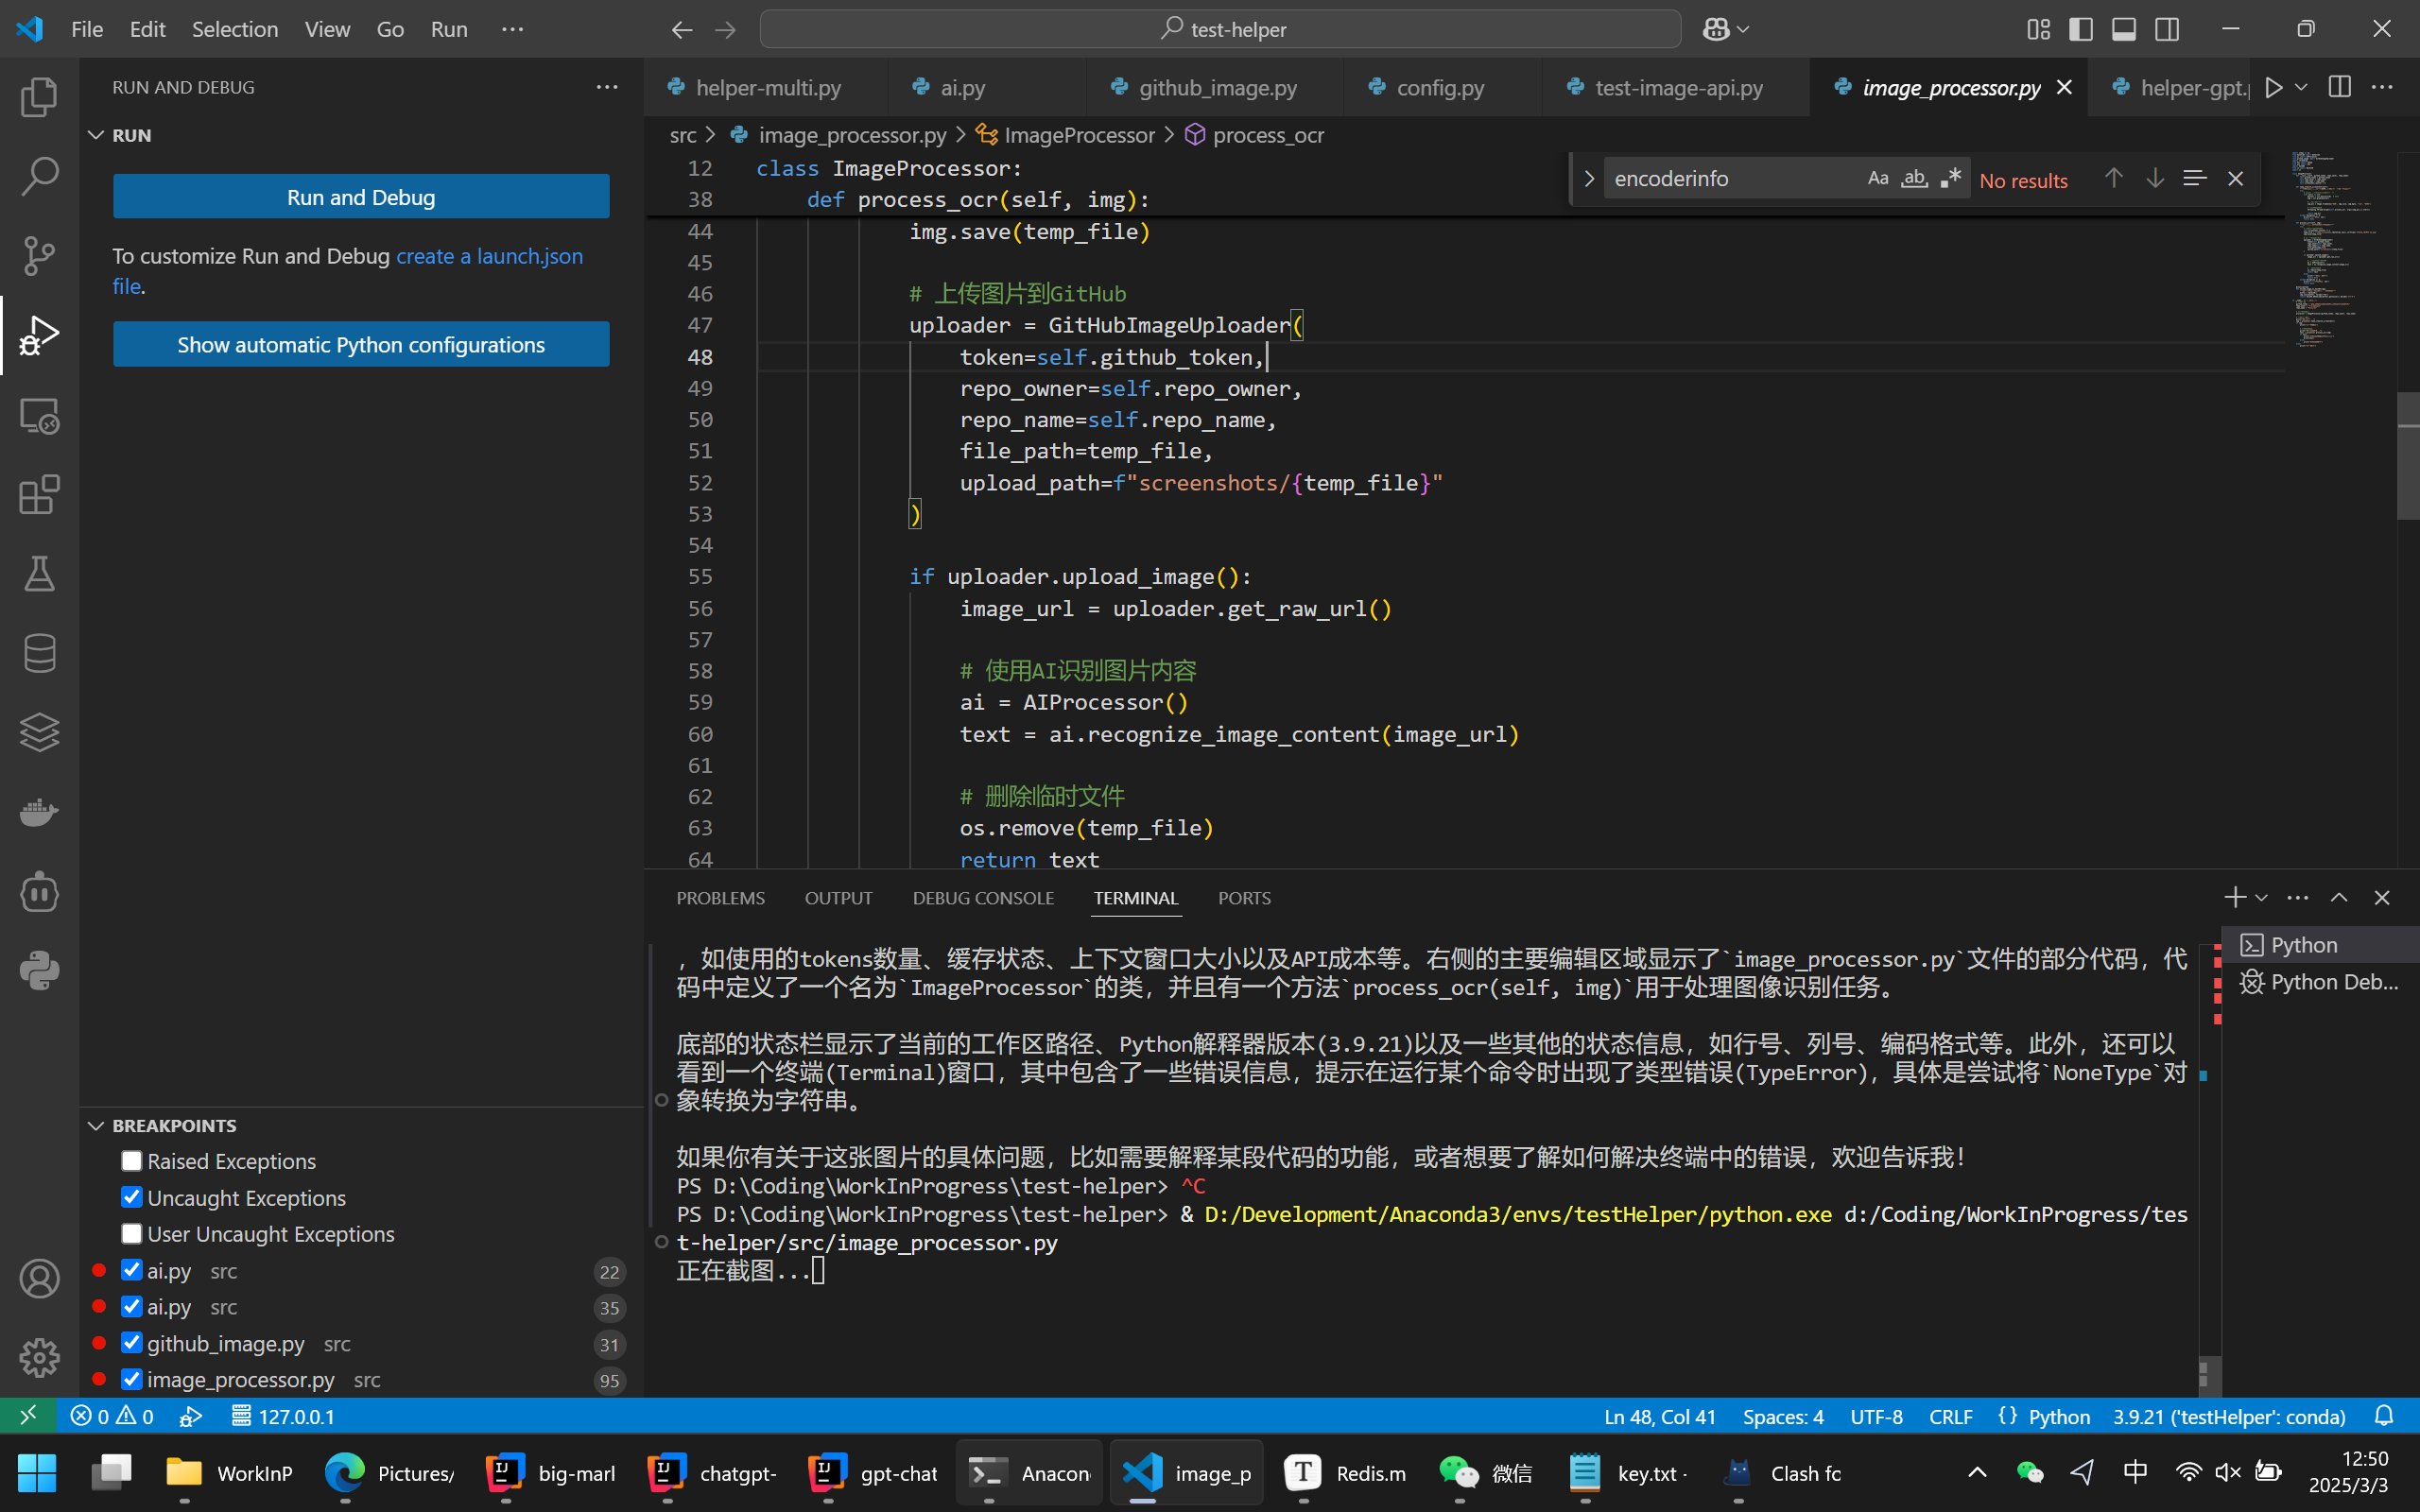 File Edit Selection View Go Run ···
test-helper
RUN AND DEBUG
helper-multi.py
ai.py
github_image.py
config.py
test-image-api.py
image_processor.py
helper-gpt.
RUN
Run and Debug
To customize Run and Debug create a launch.json
file.
Show automatic Python configurations
src > image_processor.py > ImageProcessor > process_ocr
encoderinfo
Aa ab .*
No results
12 class ImageProcessor:
38 def process_ocr(self, img):
44 img.save(temp_file)
45
46 # 上传图片到GitHub
47 uploader = GitHubImageUploader(
48 token=self.github_token,
49 repo_owner=self.repo_owner,
50 repo_name=self.repo_name,
51 file_path=temp_file,
52 upload_path=f"screenshots/{temp_file}"
53 )
54
55 if uploader.upload_image():
56 image_url = uploader.get_raw_url()
57
58 # 使用AI识别图片内容
59 ai = AIProcessor()
60 text = ai.recognize_image_content(image_url)
61
62 # 删除临时文件
63 os.remove(temp_file)
64 return text
PROBLEMS OUTPUT DEBUG CONSOLE TERMINAL PORTS
，如使用的tokens数量、缓存状态、上下文窗口大小以及API成本等。右侧的主要编辑区域显示了`image_processor.py`文件的部分代码，代
码中定义了一个名为`ImageProcessor`的类，并且有一个方法`process_ocr(self, img)`用于处理图像识别任务。
底部的状态栏显示了当前的工作区路径、Python解释器版本(3.9.21)以及一些其他的状态信息，如行号、列号、编码格式等。此外，还可以
看到一个终端(Terminal)窗口，其中包含了一些错误信息，提示在运行某个命令时出现了类型错误(TypeError)，具体是尝试将`NoneType`对
象转换为字符串。
如果你有关于这张图片的具体问题，比如需要解释某段代码的功能，或者想要了解如何解决终端中的错误，欢迎告诉我！
PS D:\Coding\WorkInProgress\test-helper> ^C
PS D:\Coding\WorkInProgress\test-helper> & D:/Development/Anaconda3/envs/testHelper/python.exe d:/Coding/WorkInProgress/tes
t-helper/src/image_processor.py
正在截图...
Python
Python Deb...
BREAKPOINTS
Raised Exceptions
Uncaught Exceptions
User Uncaught Exceptions
ai.py src 22
ai.py src 35
github_image.py src 31
image_processor.py src 95
0 0 127.0.0.1
Ln 48, Col 41 Spaces: 4 UTF-8 CRLF {} Python 3.9.21 ('testHelper': conda)
WorkInP
Pictures/
big-marl
chatgpt-
gpt-chat
Anacon
image_p
Redis.m
微信
key.txt -
Clash fo
中
12:50
2025/3/3